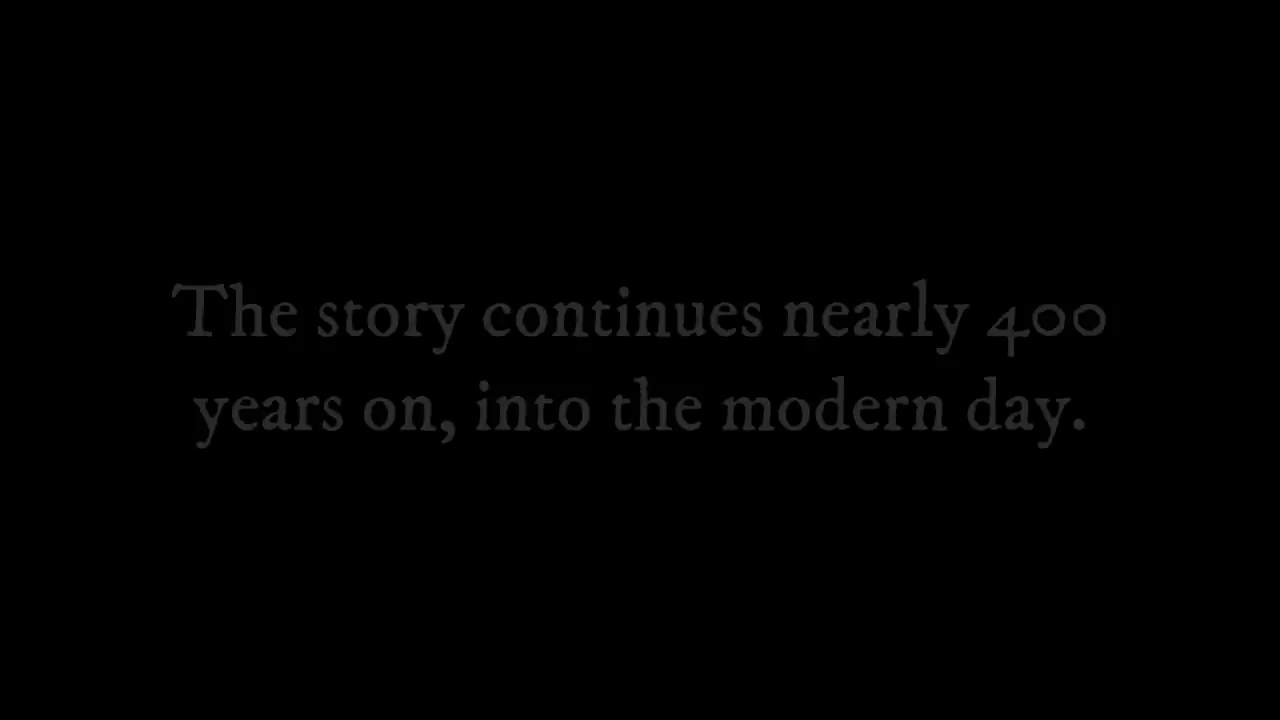 The story continues nearly 400
years on, into the modern day.